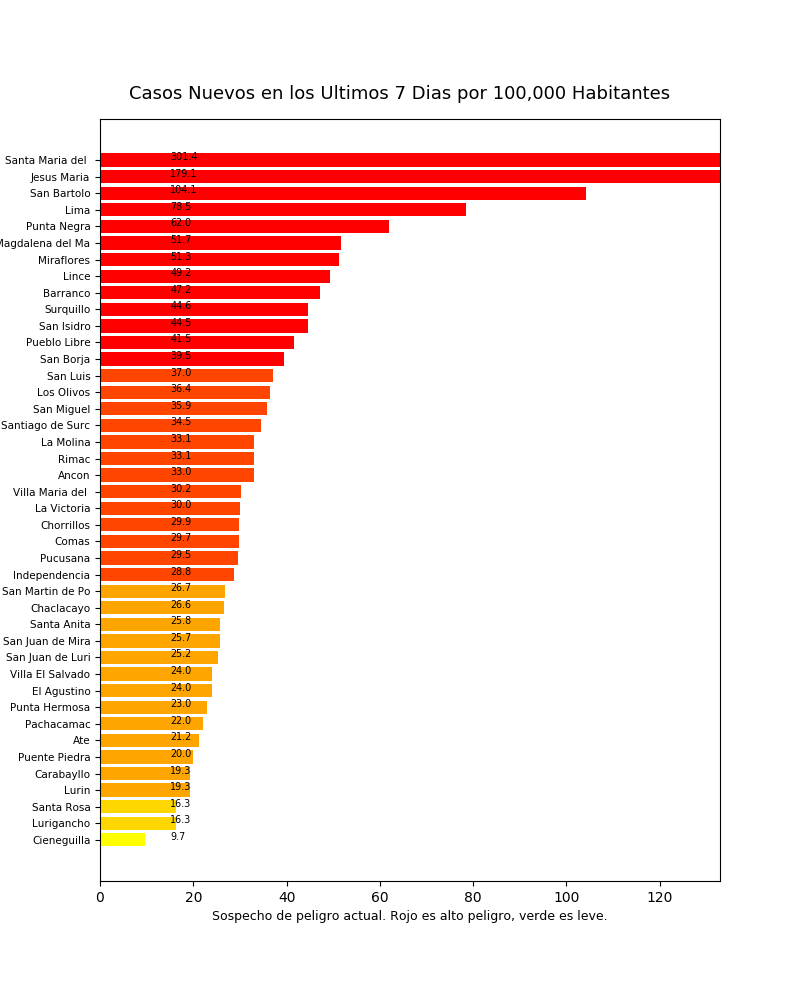 Casos Nuevos en los Ultimos 7 Dias por 100,000 Habitantes
Santa Maria del 301.4
Jesus Maria 179.1
San Bartolo 104.1
Lima 78.5
Punta Negra 62.0
Magdalena del Ma 51.7
Miraflores 51.3
Lince 49.2
Barranco 47.2
Surquillo 44.6
San Isidro 44.5
Pueblo Libre 41.5
San Borja 39.5
San Luis 37.0
Los Olivos 36.4
San Miguel 35.9
Santiago de Surc 34.5
La Molina 33.1
Rimac 33.1
Ancon 33.0
Villa Maria del 30.2
La Victoria 30.0
Chorrillos 29.9
Comas 29.7
Pucusana 29.5
Independencia 28.8
San Martin de Po 26.7
Chaclacayo 26.6
Santa Anita 25.8
San Juan de Mira 25.7
San Juan de Luri 25.2
Villa El Salvado 24.0
El Agustino 24.0
Punta Hermosa 23.0
Pachacamac 22.0
Ate 21.2
Puente Piedra 20.0
Carabayllo 19.3
Lurin 19.3
Santa Rosa 16.3
Lurigancho 16.3
Cieneguilla 9.7
0 20 40 60 80 100 120
Sospecho de peligro actual. Rojo es alto peligro, verde es leve.